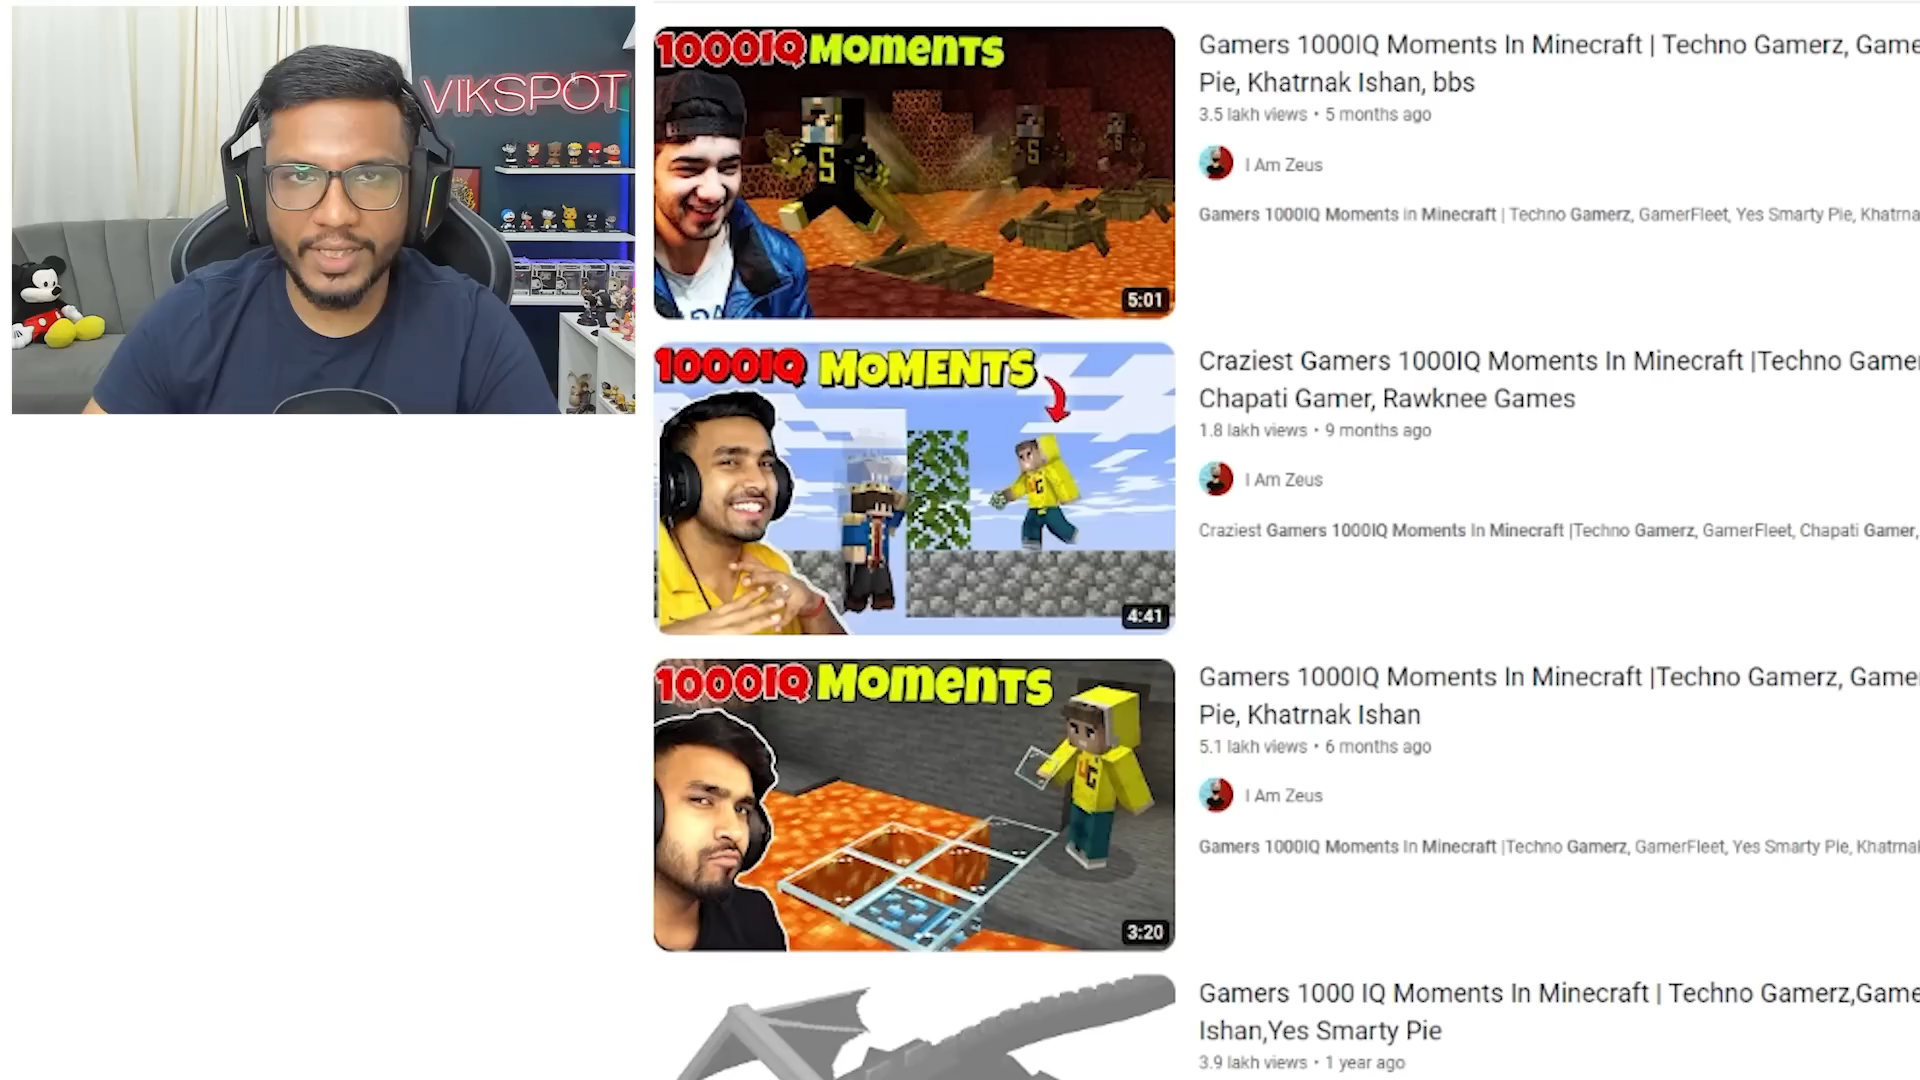 VIKSPOT
1000IQ Moments
5:01
Gamers 1000IQ Moments In Minecraft | Techno Gamerz, Game
Pie, Khatrnak Ishan, bbs
3.5 lakh views • 5 months ago
I Am Zeus
Gamers 1000IQ Moments in Minecraft | Techno Gamerz, GamerFleet, Yes Smarty Pie, Khatrna
1000IQ MOMENTS
4:41
Craziest Gamers 1000IQ Moments In Minecraft |Techno Gamer
Chapati Gamer, Rawknee Games
1.8 lakh views • 9 months ago
I Am Zeus
Craziest Gamers 1000IQ Moments In Minecraft |Techno Gamerz, GamerFleet, Chapati Gamer,
1000IQ Moments
3:20
Gamers 1000IQ Moments In Minecraft |Techno Gamerz, Game
Pie, Khatrnak Ishan
5.1 lakh views • 6 months ago
I Am Zeus
Gamers 1000IQ Moments In Minecraft |Techno Gamerz, GamerFleet, Yes Smarty Pie, Khatrnak
Gamers 1000 IQ Moments In Minecraft | Techno Gamerz,Game
Ishan,Yes Smarty Pie
3.9 lakh views • 1 year ago